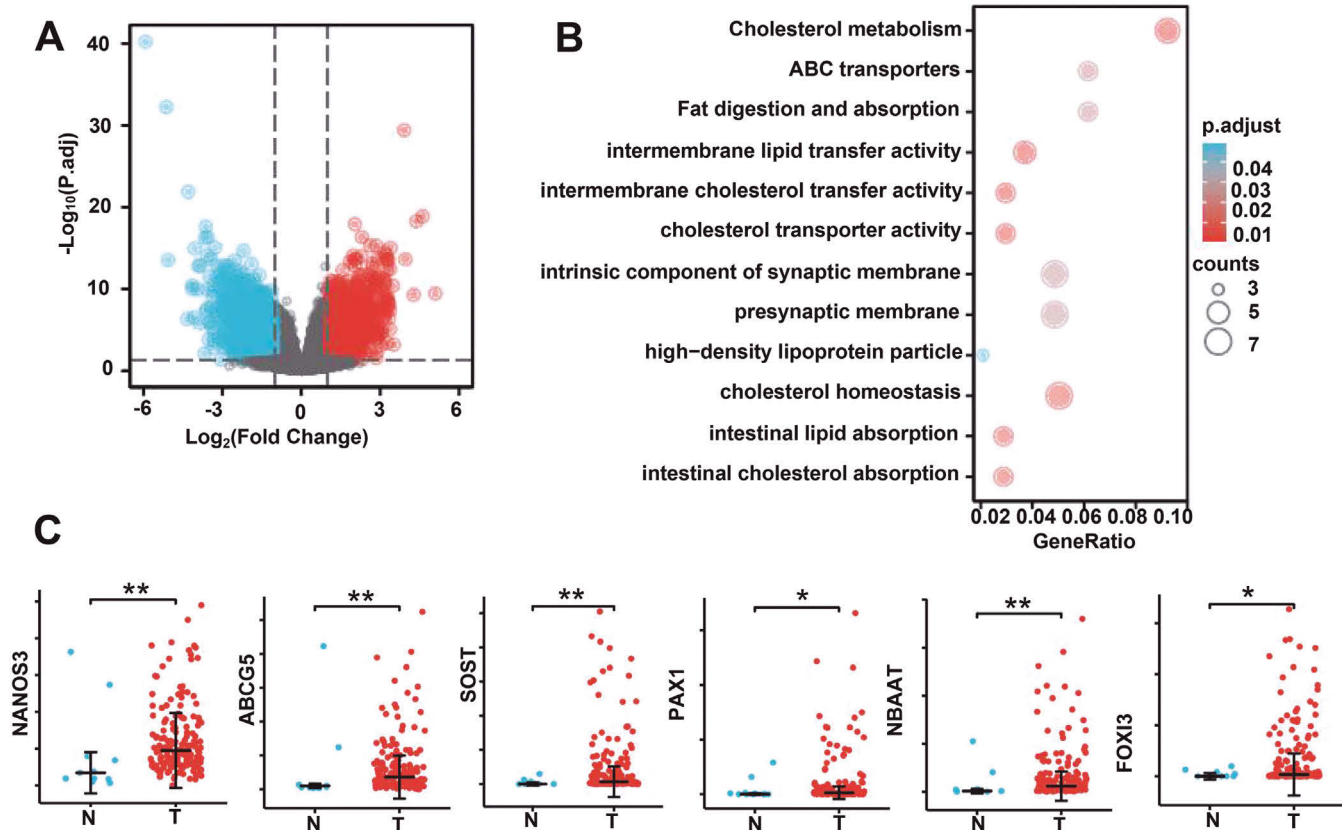 A
-Log10(P.adj)
40
30
20
10
0
-6
-3
0
3
6
Log2(Fold Change)
B
Cholesterol metabolism
ABC transporters
Fat digestion and absorption
intermembrane lipid transfer activity
intermembrane cholesterol transfer activity
cholesterol transporter activity
intrinsic component of synaptic membrane
presynaptic membrane
high-density lipoprotein particle
cholesterol homeostasis
intestinal lipid absorption
intestinal cholesterol absorption
0.02 0.04 0.06 0.08 0.10
GeneRatio
p.adjust
0.04
0.03
0.02
0.01
counts
3
5
7
C
NANOS3
**
N T
ABCG5
**
N T
SOST
**
N T
PAX1
*
N T
NBAAT
**
N T
FOXI3
*
N T